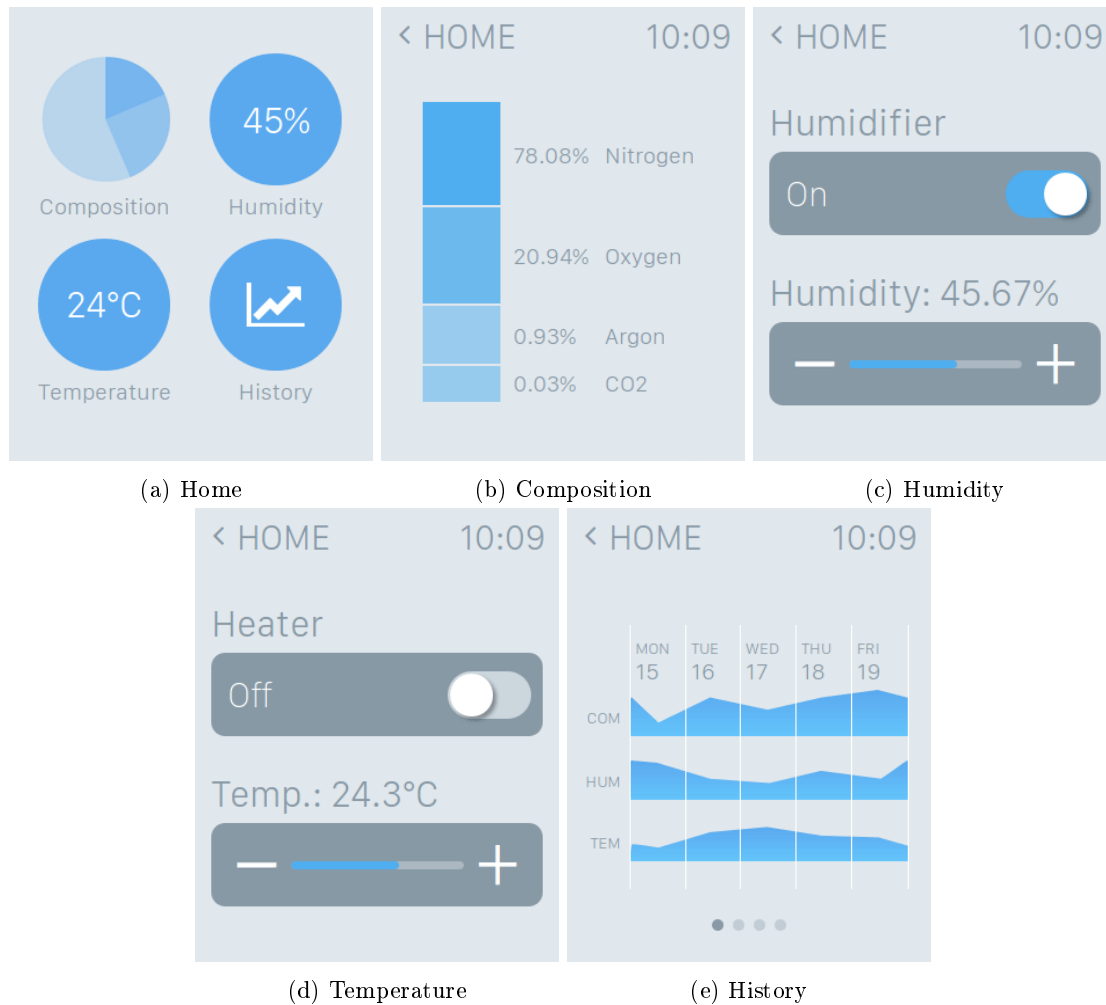 45%
Composition Humidity
24°C
Temperature History
(a) Home
< HOME 10:09
78.08% Nitrogen
20.94% Oxygen
0.93% Argon
0.03% CO2
(b) Composition
< HOME 10:09
Humidifier
On
Humidity: 45.67%
(c) Humidity
< HOME 10:09
Heater
Off
Temp.: 24.3°C
(d) Temperature
< HOME 10:09
MON TUE WED THU FRI
15 16 17 18 19
COM
HUM
TEM
(e) History